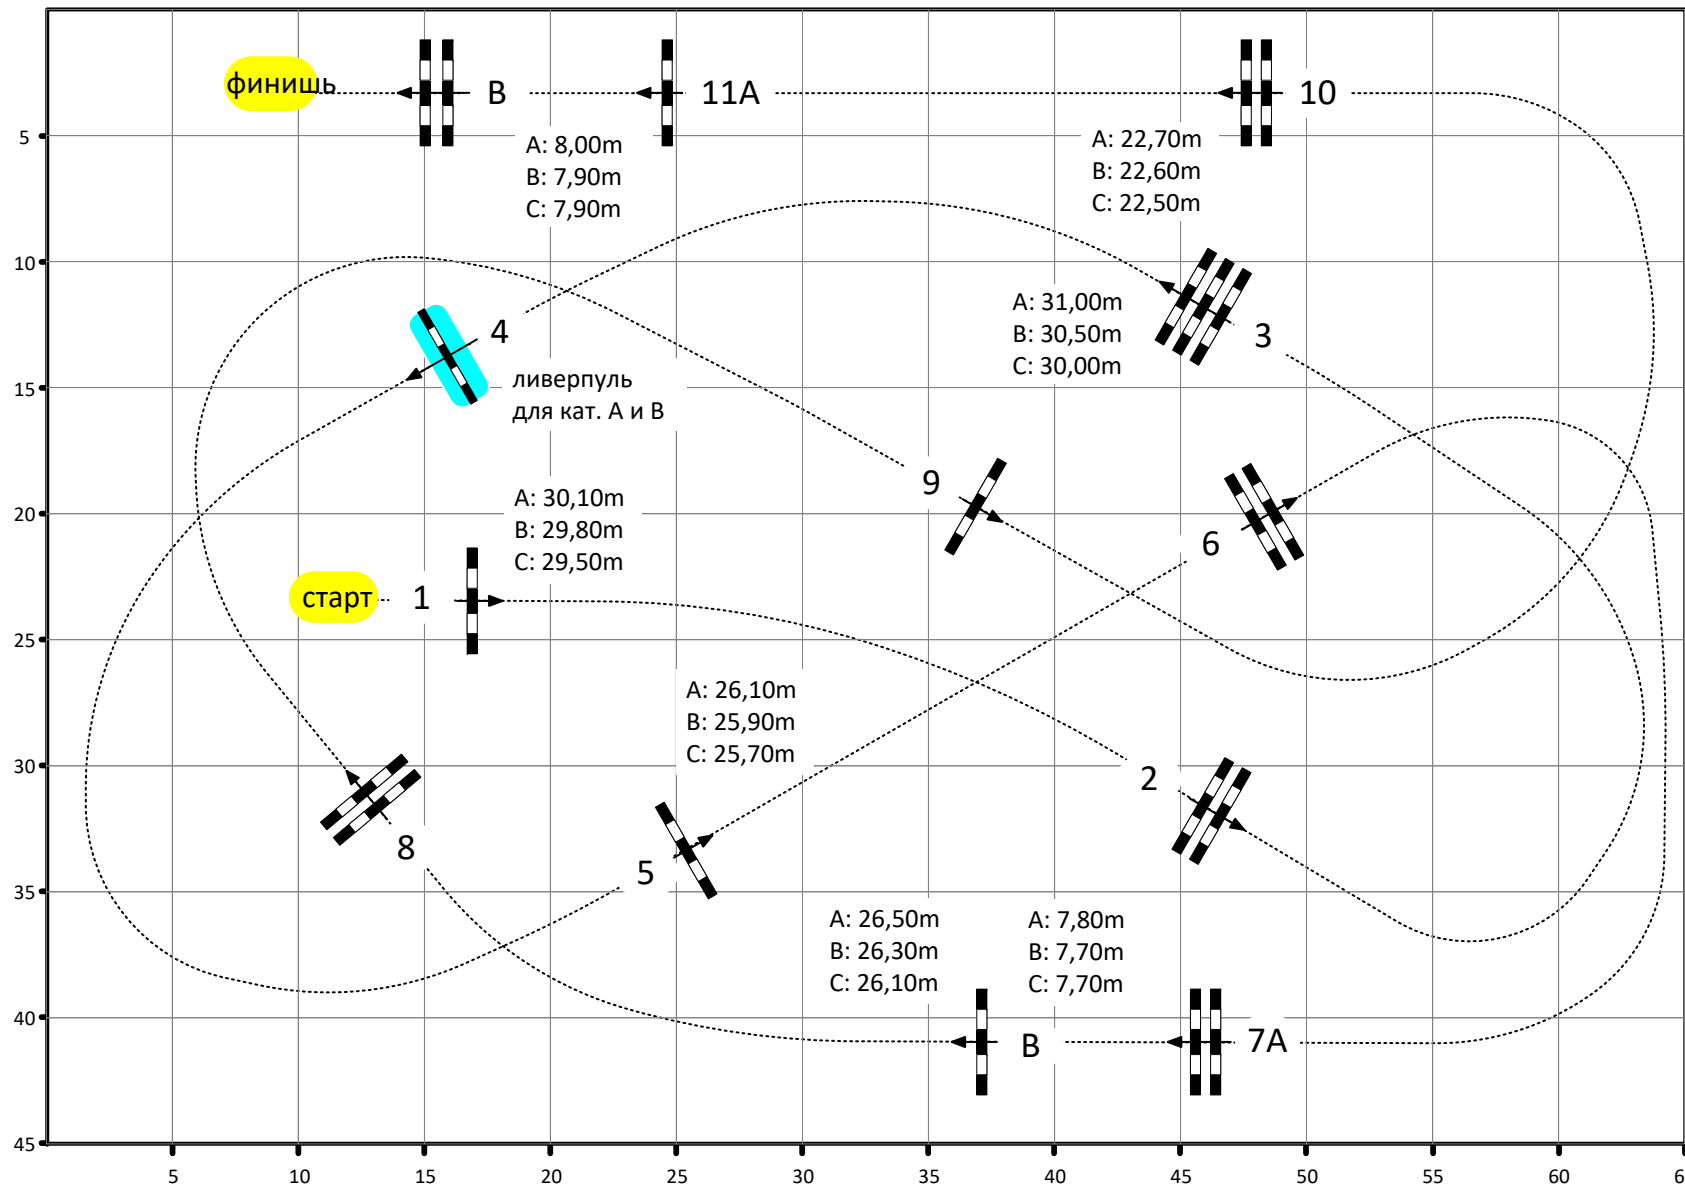 финишь
B
11A
10
5
A: 8,00m
B: 7,90m
C: 7,90m
A: 22,70m
B: 22,60m
C: 22,50m
10
A: 31,00m
B: 30,50m
C: 30,00m
4
3
15
ливерпуль
для кат. A и B
9
A: 30,10m
B: 29,80m
C: 29,50m
20
6
старт
1
25
A: 26,10m
B: 25,90m
C: 25,70m
30
2
8
5
35
A: 26,50m
B: 26,30m
C: 26,10m
A: 7,80m
B: 7,70m
C: 7,70m
40
B
7A
45
5 10 15 20 25 30 35 40 45 50 55 60 6